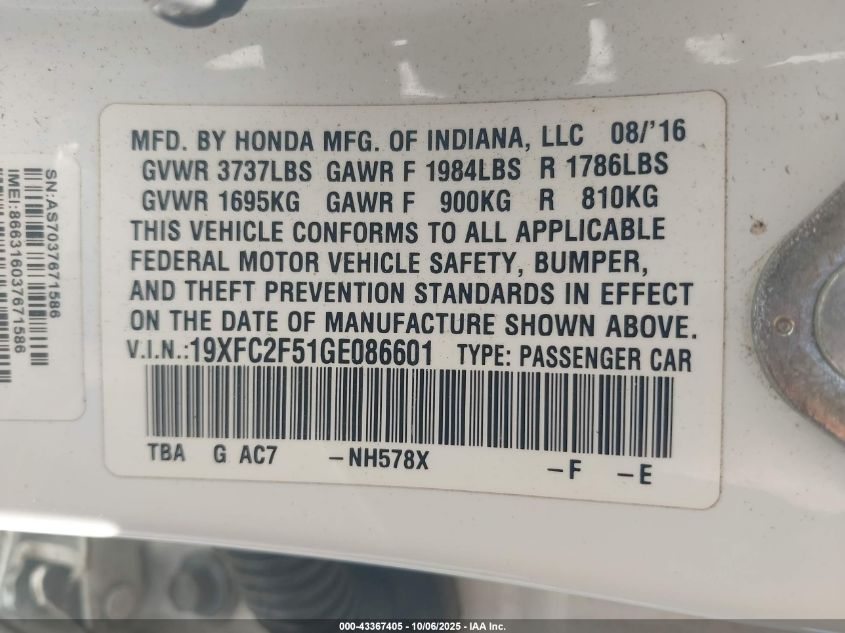 MFD. BY HONDA MFG. OF INDIANA, LLC 08/'16
GVWR 3737LBS GAWR F 1984LBS R 1786LBS
GVWR 1695KG GAWR F 900KG R 810KG
THIS VEHICLE CONFORMS TO ALL APPLICABLE
FEDERAL MOTOR VEHICLE SAFETY, BUMPER,
AND THEFT PREVENTION STANDARDS IN EFFECT
ON THE DATE OF MANUFACTURE SHOWN ABOVE.
V.I.N.:19XFC2F51GE086601 TYPE: PASSENGER CAR
TBA G AC7 -NH578X -F -E
SN:AS7037671586
IMEI:866316037671586
000-43367405 - 10/06/2025 - IAA Inc.